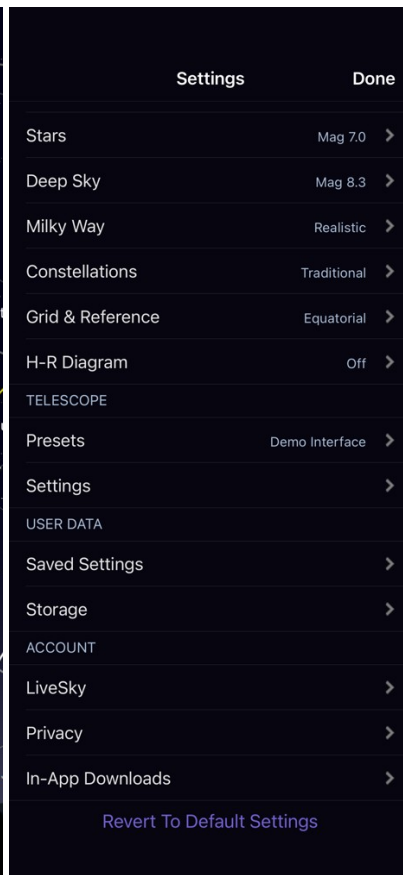 Settings Done
Stars Mag 7.0
Deep Sky Mag 8.3
Milky Way Realistic
Constellations Traditional
Grid & Reference Equatorial
H-R Diagram Off
TELESCOPE
Presets Demo Interface
Settings
USER DATA
Saved Settings
Storage
ACCOUNT
LiveSky
Privacy
In-App Downloads
Revert To Default Settings